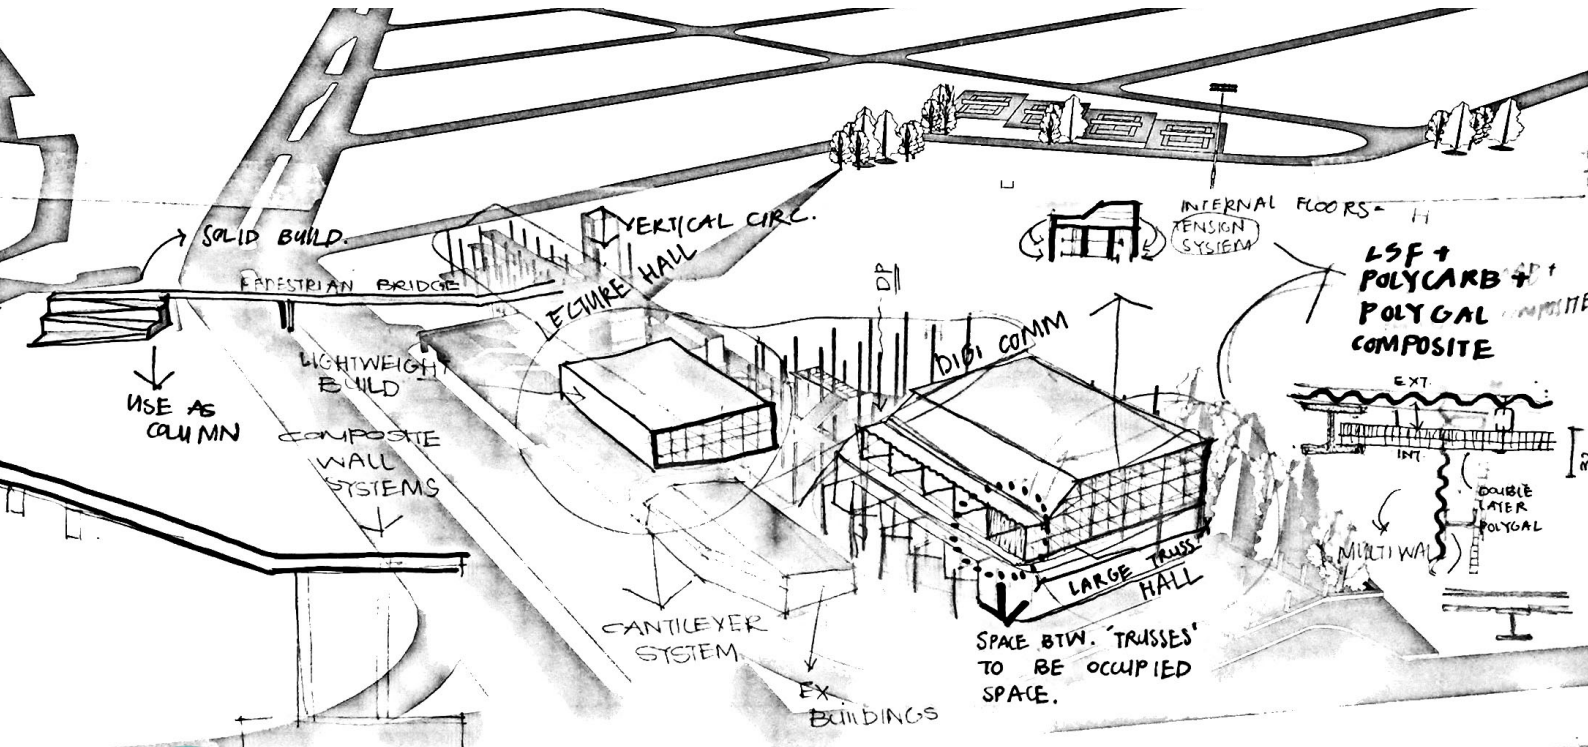 SOLID BUILD.
PEDESTRIAN BRIDGE
USE AS
COLUMN
LIGHTWEIGHT
BUILD
COMPOSITE
WALL
SYSTEMS
VERTICAL CIRC.
LECTURE HALL
DP
DIGI COMM
INTERNAL FLOORS-
TENSION
SYSTEM
LSF +
POLYCARB +
POLYGAL
COMPOSITE
EXT.
INT.
DOUBLE
LAYER
POLYGAL
MULTIWALL
LARGE TRUSS
HALL
SPACE BTW. 'TRUSSES'
TO BE OCCUPIED
SPACE.
CANTILEVER
SYSTEM
EX
BUILDINGS